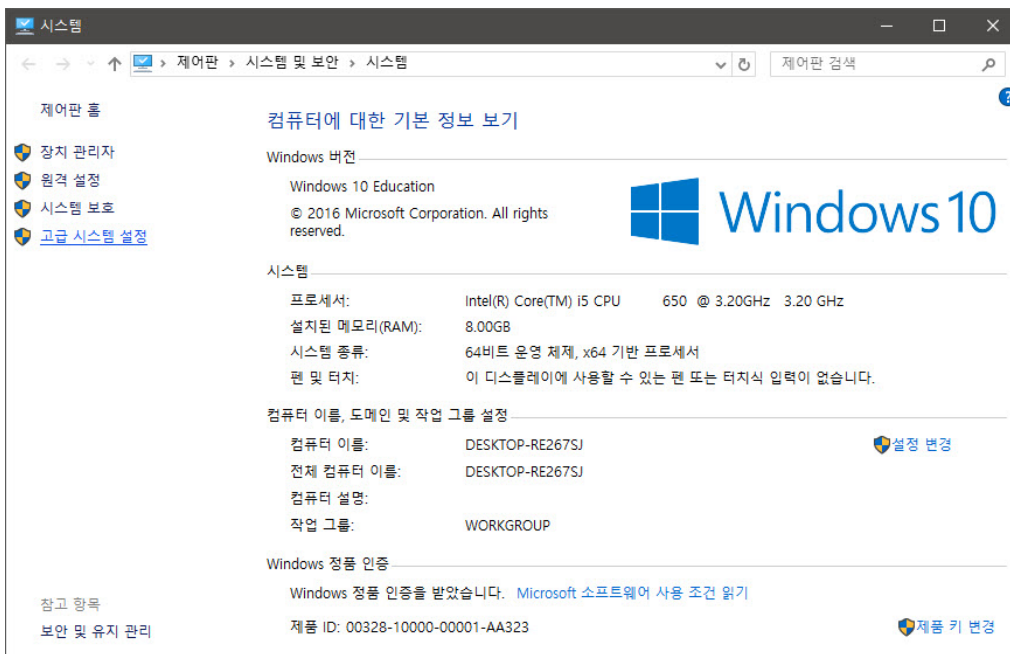 시스템
제어판 > 시스템 및 보안 > 시스템
제어판 검색
제어판 홈
장치 관리자
원격 설정
시스템 보호
고급 시스템 설정
컴퓨터에 대한 기본 정보 보기
Windows 버전
Windows 10 Education
© 2016 Microsoft Corporation. All rights
reserved.
Windows 10
시스템
프로세서: Intel(R) Core(TM) i5 CPU 650 @ 3.20GHz 3.20 GHz
설치된 메모리(RAM): 8.00GB
시스템 종류: 64비트 운영 체제, x64 기반 프로세서
펜 및 터치: 이 디스플레이에 사용할 수 있는 펜 또는 터치식 입력이 없습니다.
컴퓨터 이름, 도메인 및 작업 그룹 설정
컴퓨터 이름: DESKTOP-RE267SJ 설정 변경
전체 컴퓨터 이름: DESKTOP-RE267SJ
컴퓨터 설명:
작업 그룹: WORKGROUP
Windows 정품 인증
Windows 정품 인증을 받았습니다. Microsoft 소프트웨어 사용 조건 읽기
제품 ID: 00328-10000-00001-AA323 제품 키 변경
참고 항목
보안 및 유지 관리